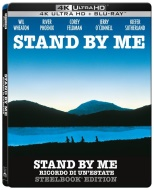 4K ULTRA HD + BLU-RAY
WIL WHEATON RIVER PHOENIX COREY FELDMAN JERRY O'CONNELL KIEFER SUTHERLAND
STAND BY ME
STAND BY ME
RICORDO DI UN'ESTATE
STEELBOOK EDITION